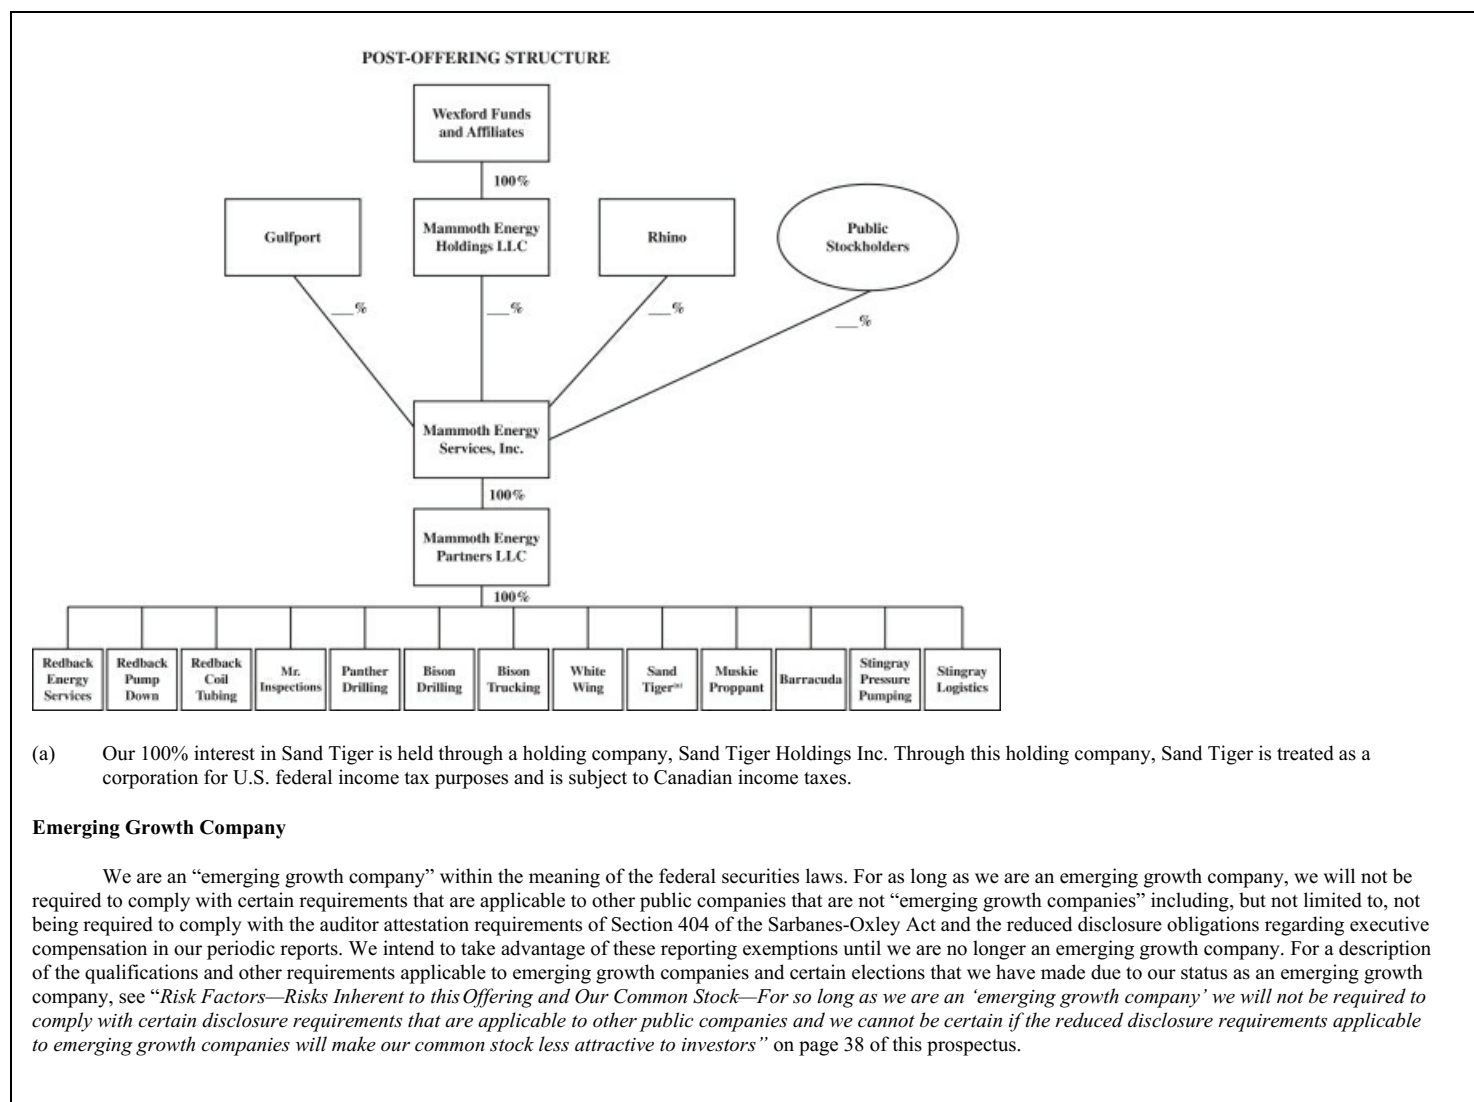 POST-OFFERING STRUCTURE
Wexford Funds
and Affiliates
100%
Gulfport
Mammoth Energy
Holdings LLC
Rhino
Public
Stockholders
___%
___%
___%
___%
Mammoth Energy
Services, Inc.
100%
Mammoth Energy
Partners LLC
100%
Redback
Energy
Services
Redback
Pump
Down
Redback
Coil
Tubing
Mr.
Inspections
Panther
Drilling
Bison
Drilling
Bison
Trucking
White
Wing
Sand
Tiger(a)
Muskie
Proppant
Barracuda
Stingray
Pressure
Pumping
Stingray
Logistics
(a) Our 100% interest in Sand Tiger is held through a holding company, Sand Tiger Holdings Inc. Through this holding company, Sand Tiger is treated as a
corporation for U.S. federal income tax purposes and is subject to Canadian income taxes.
Emerging Growth Company
We are an “emerging growth company” within the meaning of the federal securities laws. For as long as we are an emerging growth company, we will not be
required to comply with certain requirements that are applicable to other public companies that are not “emerging growth companies” including, but not limited to, not
being required to comply with the auditor attestation requirements of Section 404 of the Sarbanes-Oxley Act and the reduced disclosure obligations regarding executive
compensation in our periodic reports. We intend to take advantage of these reporting exemptions until we are no longer an emerging growth company. For a description
of the qualifications and other requirements applicable to emerging growth companies and certain elections that we have made due to our status as an emerging growth
company, see “Risk Factors—Risks Inherent to this Offering and Our Common Stock—For so long as we are an ‘emerging growth company’ we will not be required to
comply with certain disclosure requirements that are applicable to other public companies and we cannot be certain if the reduced disclosure requirements applicable
to emerging growth companies will make our common stock less attractive to investors” on page 38 of this prospectus.